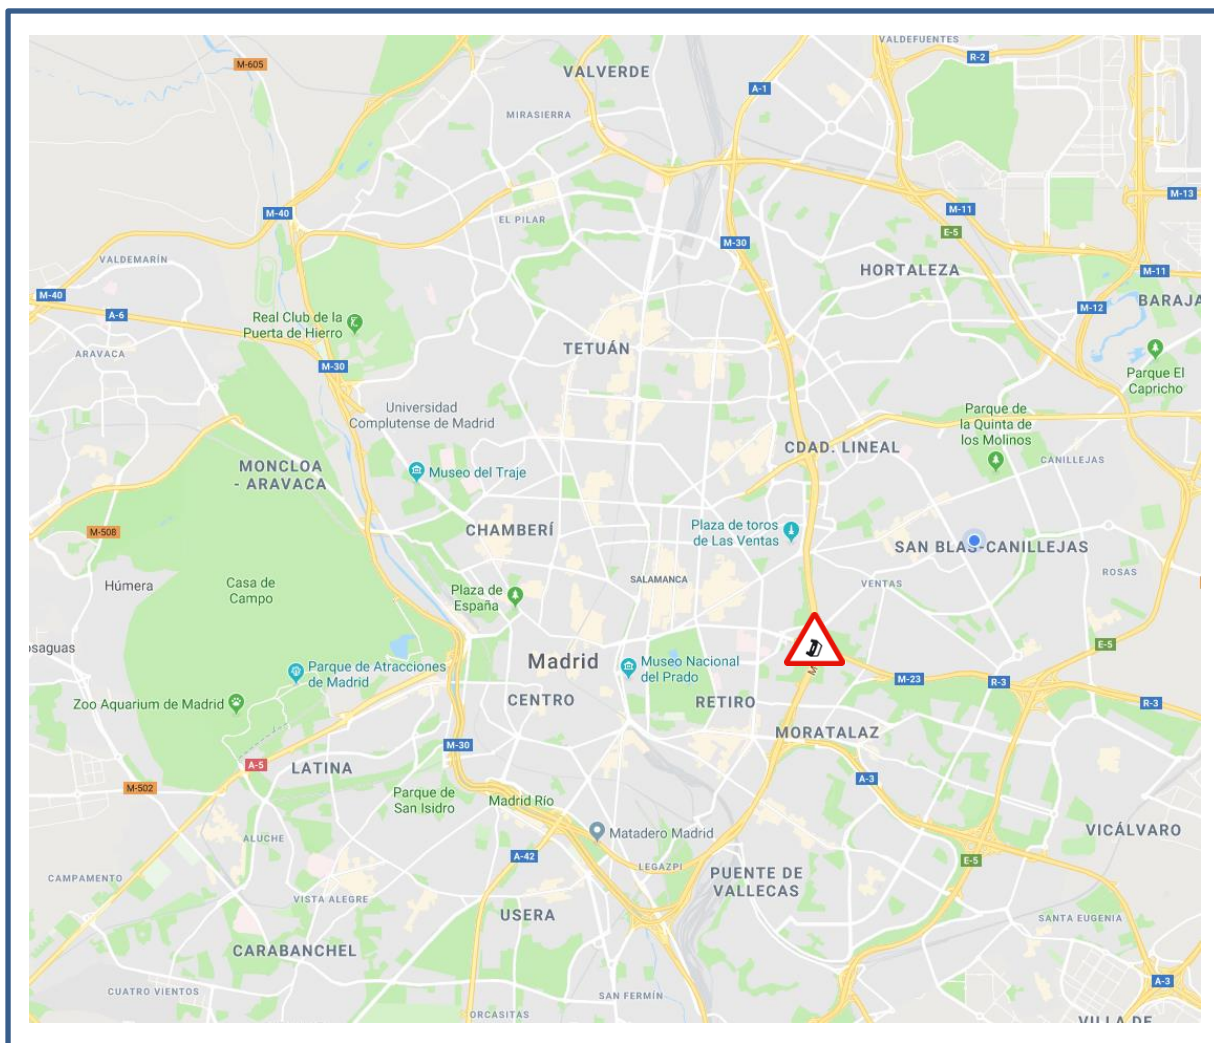 VALDEFUENTES
M-605
R-2
VALVERDE
A-1
MIRASIERRA
M-13
M-40
M-11
EL PILAR
E-5
M-30
VALDEMARÍN
HORTALEZA
M-11
M-40
BARAJA
M-12
A-6
Real Club de la
Puerta de Hierro
TETUÁN
ARAVACA
M-30
Parque El
Capricho
Universidad
Complutense de Madrid
Parque de
la Quinta de
los Molinos
CDAD. LINEAL
CANILLEJAS
MONCLOA
- ARAVACA
Museo del Traje
M-508
CHAMBERÍ
Plaza de toros
de Las Ventas
SAN BLAS-CANILLEJAS
Húmera
Casa de
Campo
SALAMANCA
VENTAS
ROSAS
Plaza de
España
osaguas
E-5
Madrid
Museo Nacional
del Prado
Parque de Atracciones
de Madrid
M-23
R-3
Zoo Aquarium de Madrid
CENTRO
RETIRO
R-3
MORATALAZ
M-30
A-5
LATINA
A-3
M-502
Parque de
San Isidro
Madrid Río
Matadero Madrid
VICÁLVARO
ALUCHE
A-42
LEGAZPI
E-5
CAMPAMENTO
PUENTE DE
VALLECAS
VISTA ALEGRE
USERA
SANTA EUGENIA
CARABANCHEL
A-3
CUATRO VIENTOS
SAN FERMÍN
ORCASITAS
VILLA DE